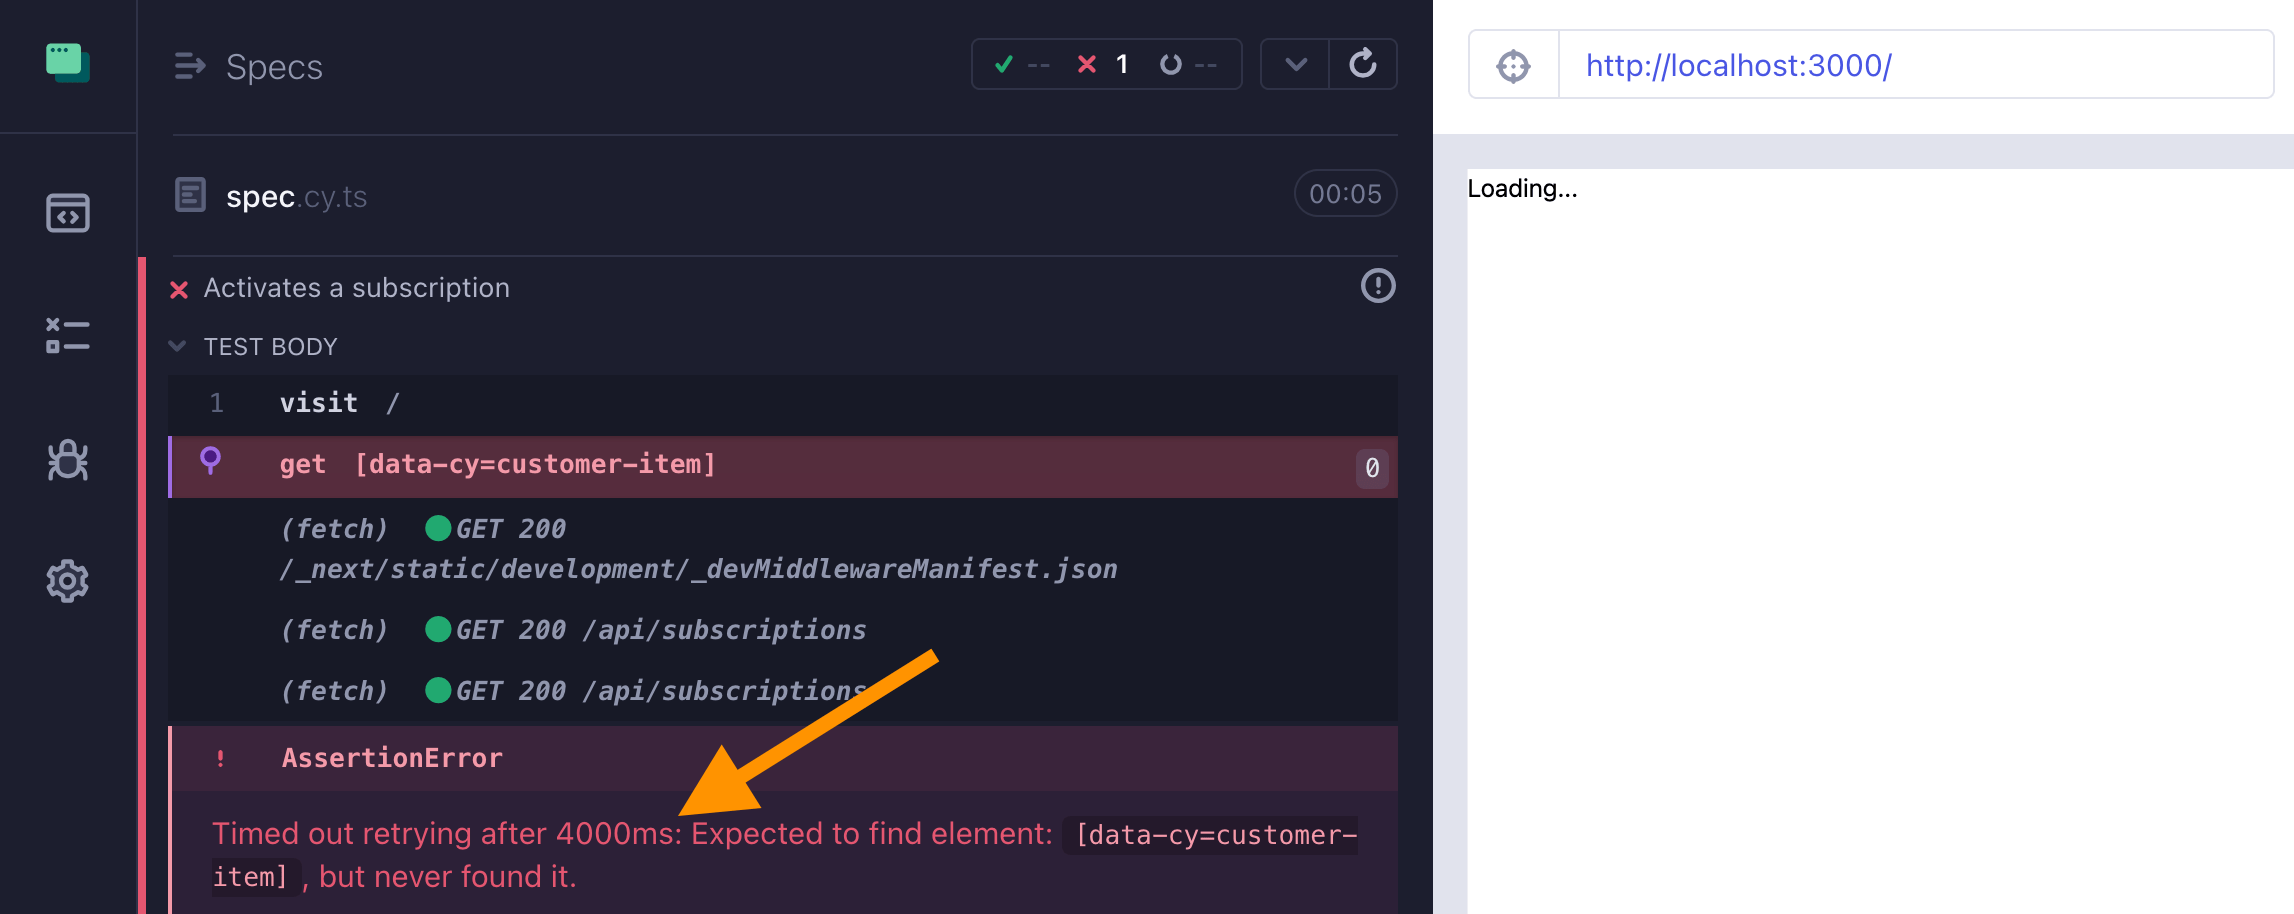 Specs
-- 1 --
http://localhost:3000/
spec.cy.ts
00:05
Loading...
Activates a subscription
TEST BODY
1 visit /
get [data-cy=customer-item] 0
(fetch) GET 200
/_next/static/development/_devMiddlewareManifest.json
(fetch) GET 200 /api/subscriptions
(fetch) GET 200 /api/subscriptions
! AssertionError
Timed out retrying after 4000ms: Expected to find element: [data-cy=customer-
item] , but never found it.